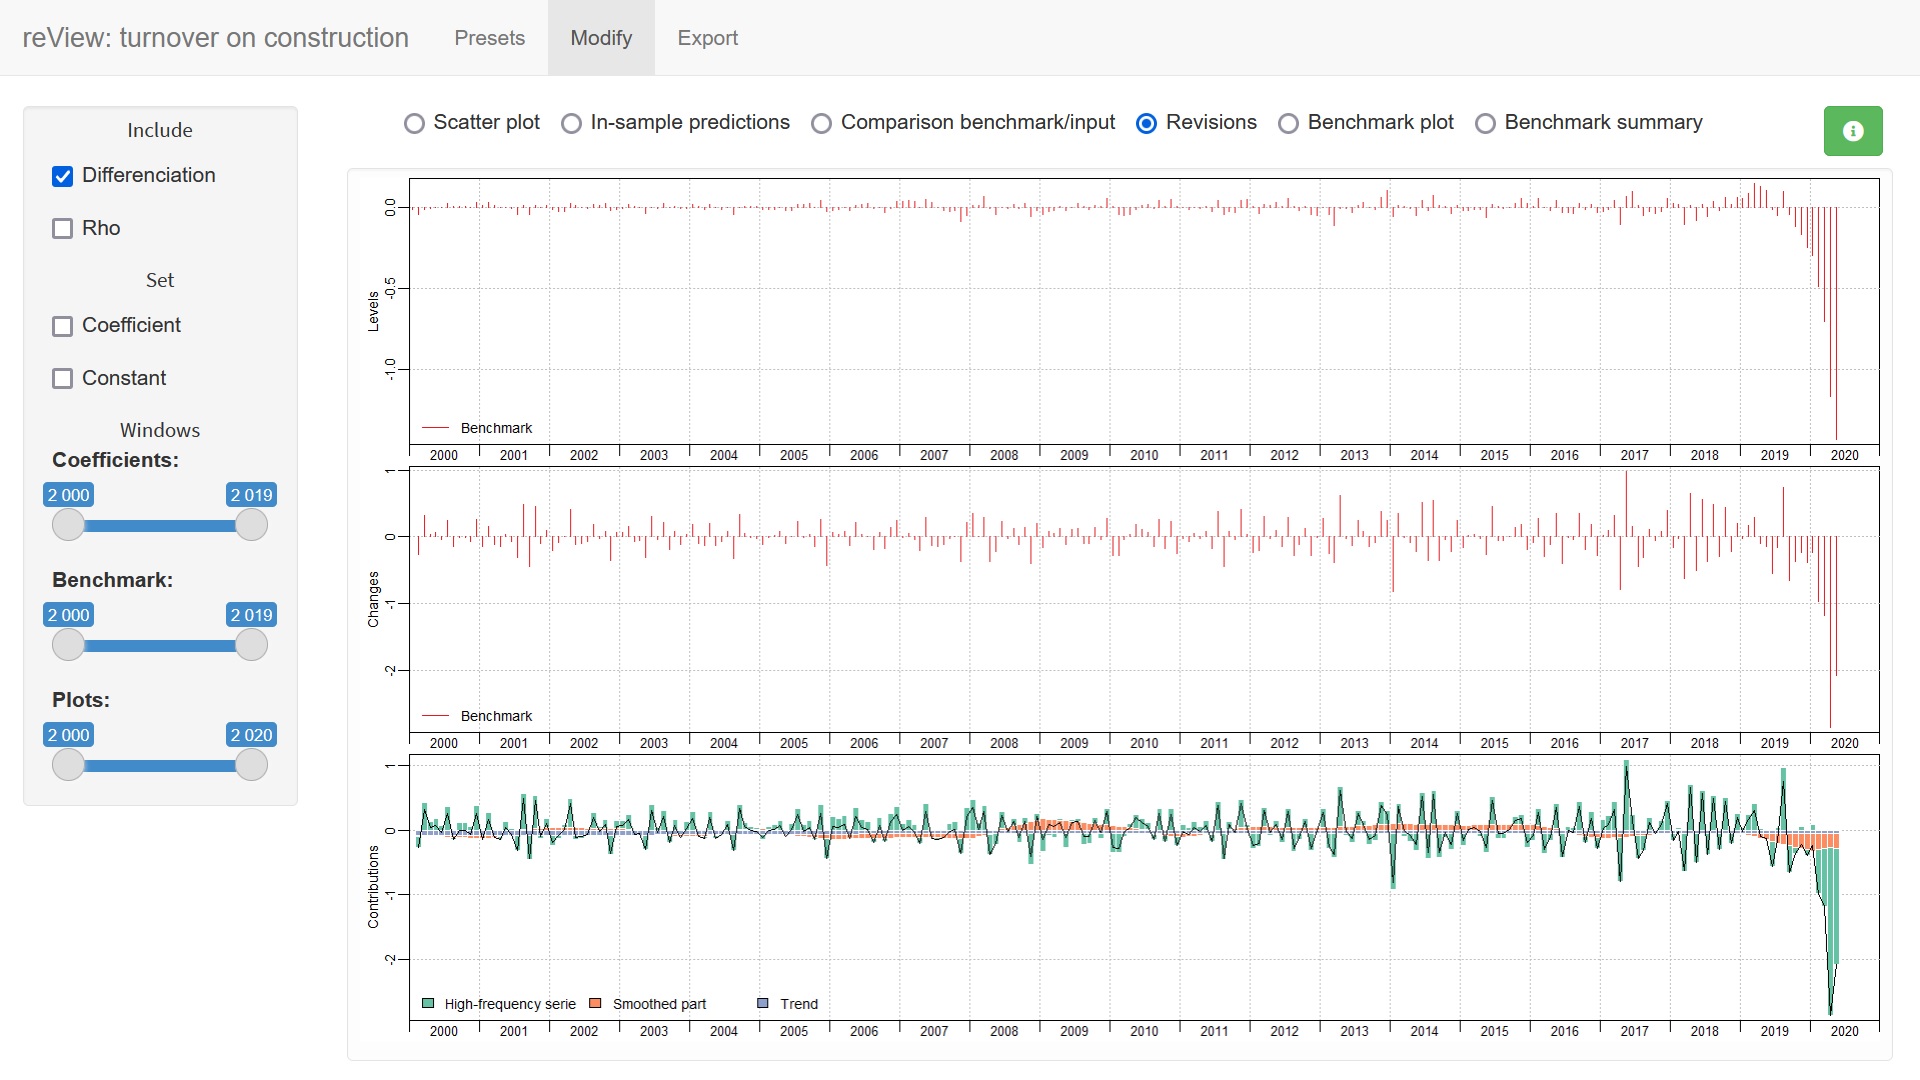 reView: turnover on construction Presets Modify Export
Include
Differenciation
Rho
Set
Coefficient
Constant
Windows
Coefficients:
2 000 2 019
Benchmark:
2 000 2 019
Plots:
2 000 2 020
Scatter plot In-sample predictions Comparison benchmark/input Revisions Benchmark plot Benchmark summary
Levels
0.0
-0.5
-1.0
Benchmark
2000 2001 2002 2003 2004 2005 2006 2007 2008 2009 2010 2011 2012 2013 2014 2015 2016 2017 2018 2019 2020
Changes
1
0
-1
-2
Benchmark
2000 2001 2002 2003 2004 2005 2006 2007 2008 2009 2010 2011 2012 2013 2014 2015 2016 2017 2018 2019 2020
Contributions
1
0
-1
-2
High-frequency serie Smoothed part Trend
2000 2001 2002 2003 2004 2005 2006 2007 2008 2009 2010 2011 2012 2013 2014 2015 2016 2017 2018 2019 2020